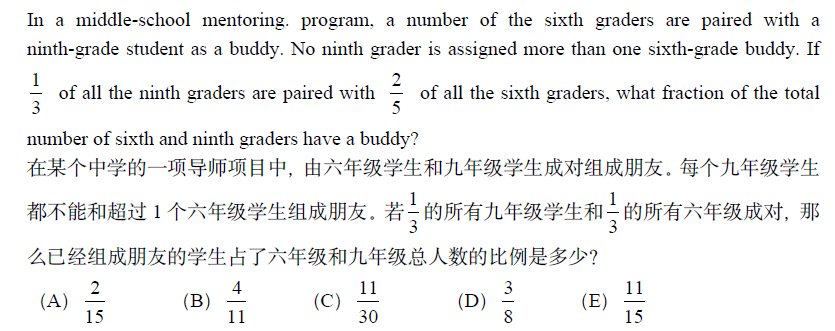 In a middle-school mentoring. program, a number of the sixth graders are paired with a
ninth-grade student as a buddy. No ninth grader is assigned more than one sixth-grade buddy. If
1/3 of all the ninth graders are paired with 2/5 of all the sixth graders, what fraction of the total
number of sixth and ninth graders have a buddy?
在某个中学的一项导师项目中, 由六年级学生和九年级学生成对组成朋友。每个九年级学生
都不能和超过 1 个六年级学生组成朋友。若1/3的所有九年级学生和1/3的所有六年级成对, 那
么已经组成朋友的学生占了六年级和九年级总人数的比例是多少?
(A) 2/15 (B) 4/11 (C) 11/30 (D) 3/8 (E) 11/15